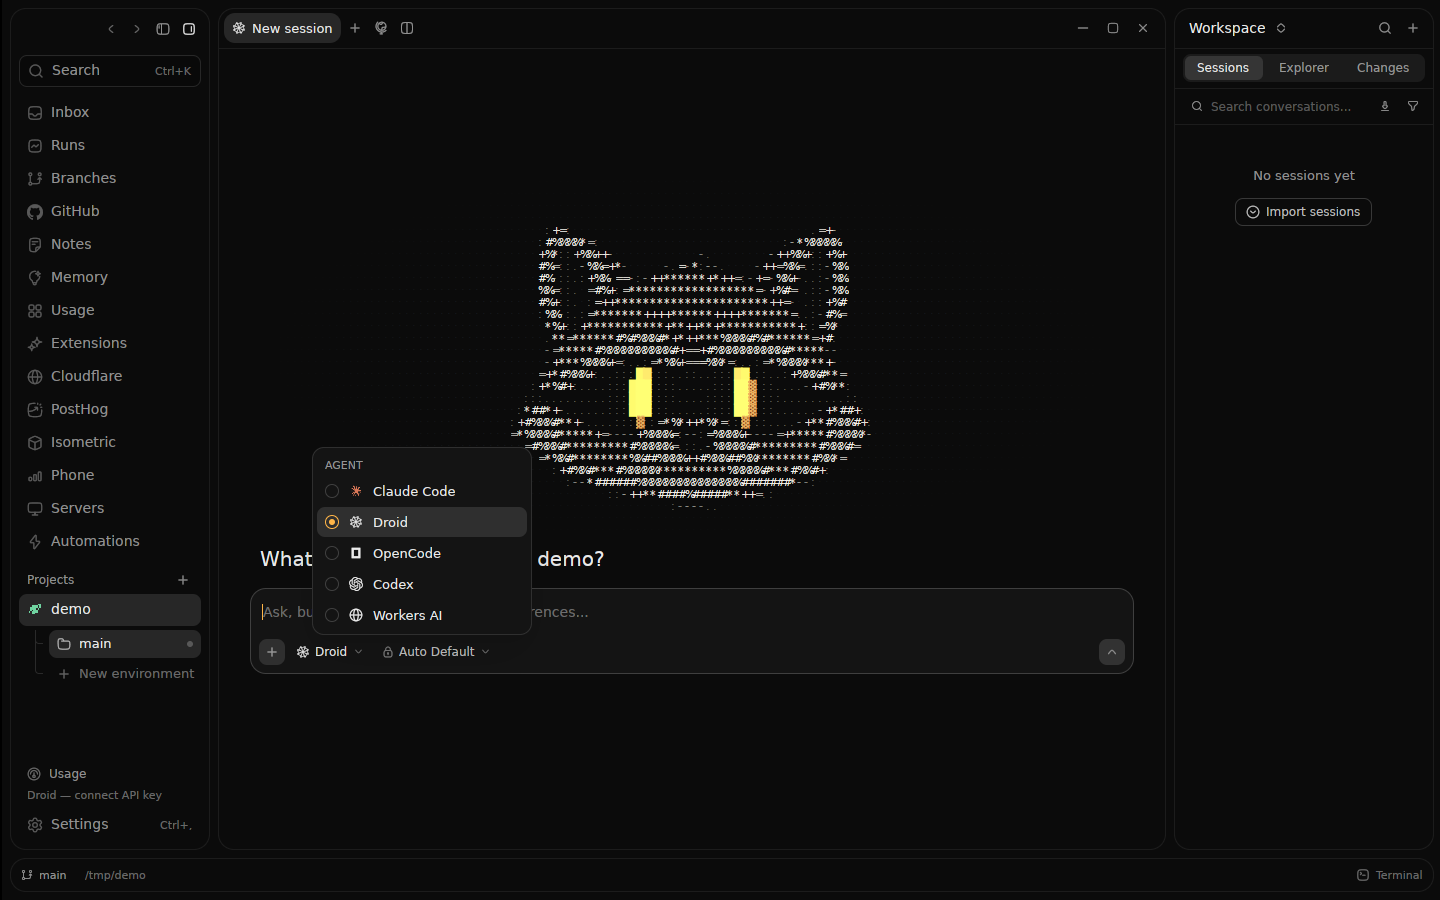 New session
Workspace
Search Ctrl+K
Inbox
Runs
Branches
GitHub
Notes
Memory
Usage
Extensions
Cloudflare
PostHog
Isometric
Phone
Servers
Automations
Projects
demo
main
New environment
Usage
Droid — connect API key
Settings Ctrl+,
What
demo?
AGENT
Claude Code
Droid
OpenCode
Codex
Workers AI
Ask, bu
rences...
Droid
Auto Default
Sessions Explorer Changes
Search conversations...
No sessions yet
Import sessions
main /tmp/demo
Terminal